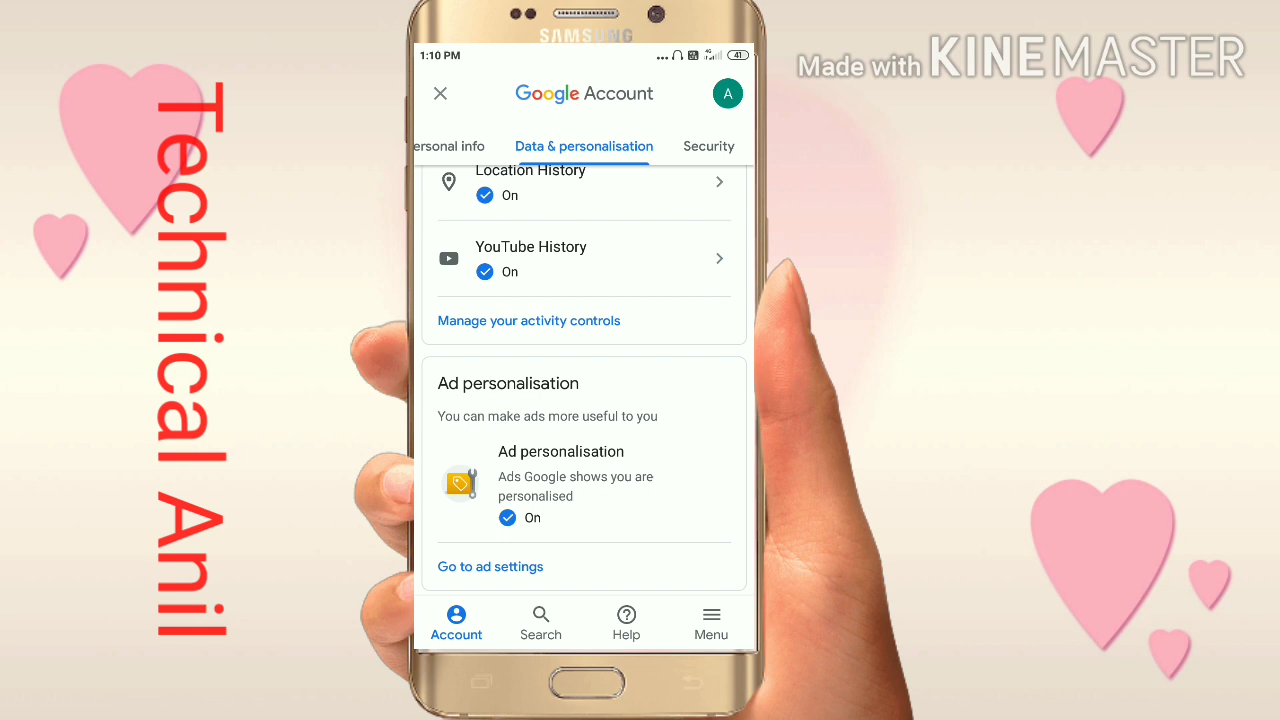 SAMSUNG
Made with KINEMASTER
Technical Anil
1:10 PM
4G
41
Google Account
A
ersonal info
Data & personalisation
Security
Location History
On
YouTube History
On
Manage your activity controls
Ad personalisation
You can make ads more useful to you
Ad personalisation
Ads Google shows you are
personalised
On
Go to ad settings
Account
Search
Help
Menu